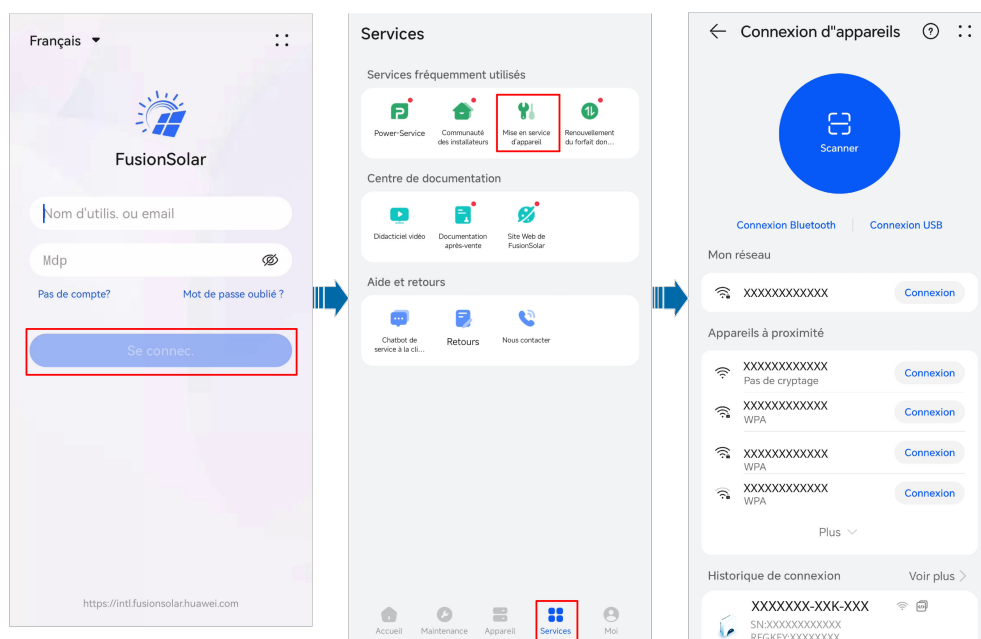 Français
FusionSolar
Nom d'utilis. ou email
Mdp
Pas de compte?
Mot de passe oublié ?
Se connec.
https://intl.fusionsolar.huawei.com
Services
Services fréquemment utilisés
Power-Service
Communauté
des installateurs
Mise en service
d'appareil
Renouvellement
du forfait don...
Centre de documentation
Didacticiel vidéo
Documentation
après-vente
Site Web de
FusionSolar
Aide et retours
Chatbot de
service à la cli...
Retours
Nous contacter
Accueil
Maintenance
Appareil
Services
Moi
Connexion d"appareils
Scanner
Connexion Bluetooth
Connexion USB
Mon réseau
XXXXXXXXXXXX
Connexion
Appareils à proximité
XXXXXXXXXXXX
Pas de cryptage
Connexion
XXXXXXXXXXXX
WPA
Connexion
XXXXXXXXXXXX
WPA
Connexion
XXXXXXXXXXXX
WPA
Connexion
Plus
Historique de connexion
Voir plus
XXXXXXX-XXK-XXX
SN:XXXXXXXXXXXX
REGKEY:XXXXXXXX